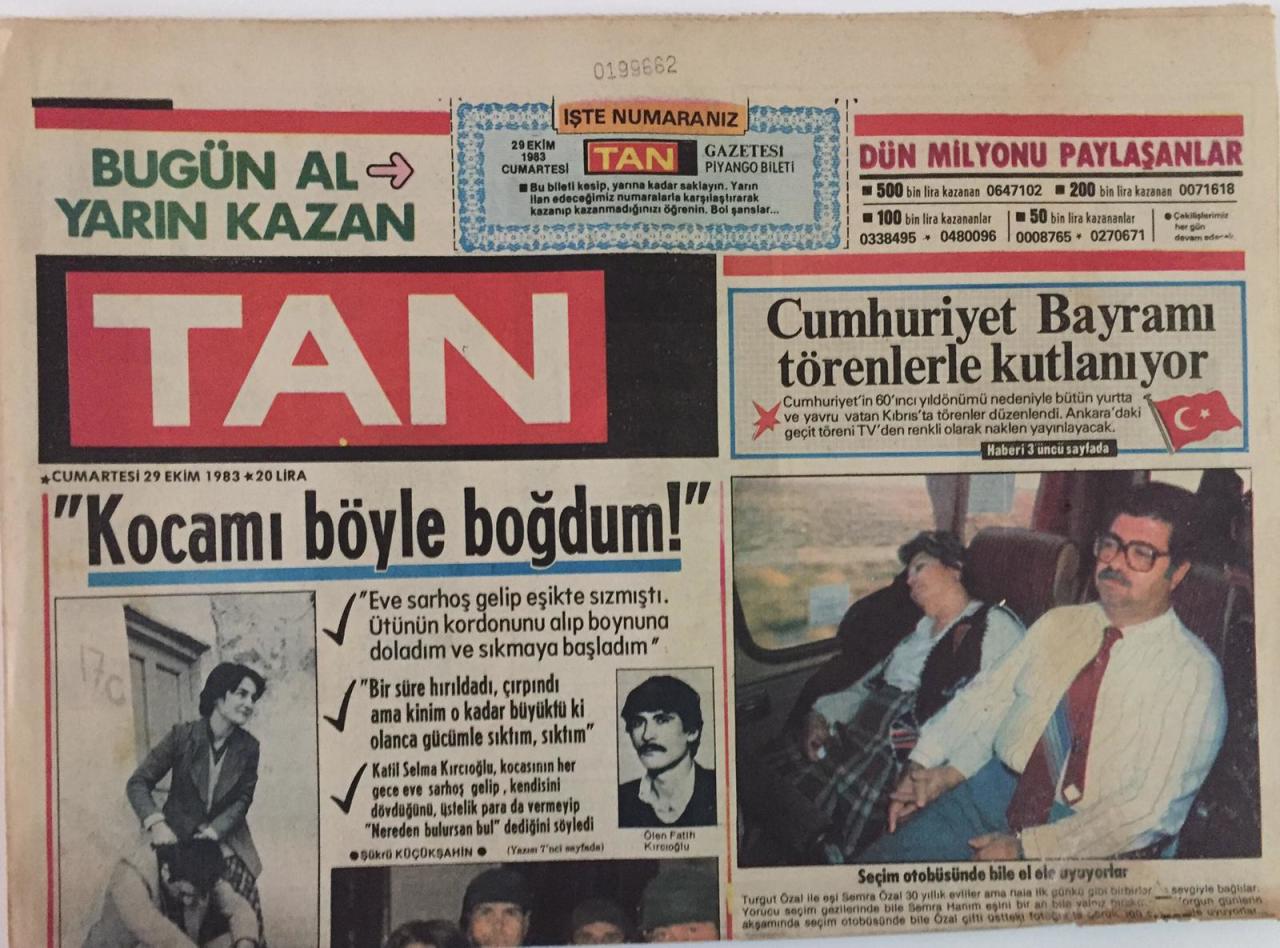 0199662
BUGÜN AL
YARIN KAZAN
İŞTE NUMARANIZ
29 EKİM
1983
CUMARTESİ
TAN
GAZETESİ
PİYANGO BİLETİ
Bu bileti kesip, yarına kadar saklayın. Yarın
ilan edeceğimiz numaralarla karşılaştırarak
kazanıp kazanmadığınızı öğrenin. Bol şanslar...
DÜN MİLYONU PAYLAŞANLAR
500 bin lira kazanan 0647102 200 bin lira kazanan 0071618
100 bin lira kazananlar
0338495 * 0480096
50 bin lira kazananlar
0008765 * 0270671
Çekilişlerimiz
her gün
devam edecek
TAN
CUMARTESİ 29 EKİM 1983 ★ 20 LİRA
Cumhuriyet Bayramı
törenlerle kutlanıyor
Cumhuriyet'in 60'ıncı yıldönümü nedeniyle bütün yurtta
ve yavru vatan Kıbrıs'ta törenler düzenlendi. Ankara'daki
geçit töreni TV'den renkli olarak naklen yayınlayacak.
Haberi 3 üncü sayfada
"Kocamı böyle boğdum!"
"Eve sarhoş gelip eşikte sızmıştı.
Ütünün kordonunu alıp boynuna
doladım ve sıkmaya başladım"
"Bir süre hırıldadı, çırpındı
ama kinim o kadar büyüktü ki
olanca gücümle sıktım, sıktım"
Katil Selma Kırcıoğlu, kocasının her
gece eve sarhoş gelip, kendisini
dövdüğünü, üstelik para da vermeyip
"Nereden bulursan bul" dediğini söyledi
Şükrü KÜÇÜKŞAHİN (Yazısı 7'nci sayfada)
Ölen Fatih
Kırcıoğlu
17C
Seçim otobüsünde bile el ele uyuyorlar
Turgut Özal ile eşi Semra Özal 30 yıllık evliler ama hala ilk günkü gibi sevgiyle bağlılar.
Yorucu seçim gezilerinde bile Semra Hanım eşini bir an bile yalnız günlerin
akşamında seçim otobüsünde bile Özal çifti üstteki uyuyorlar.